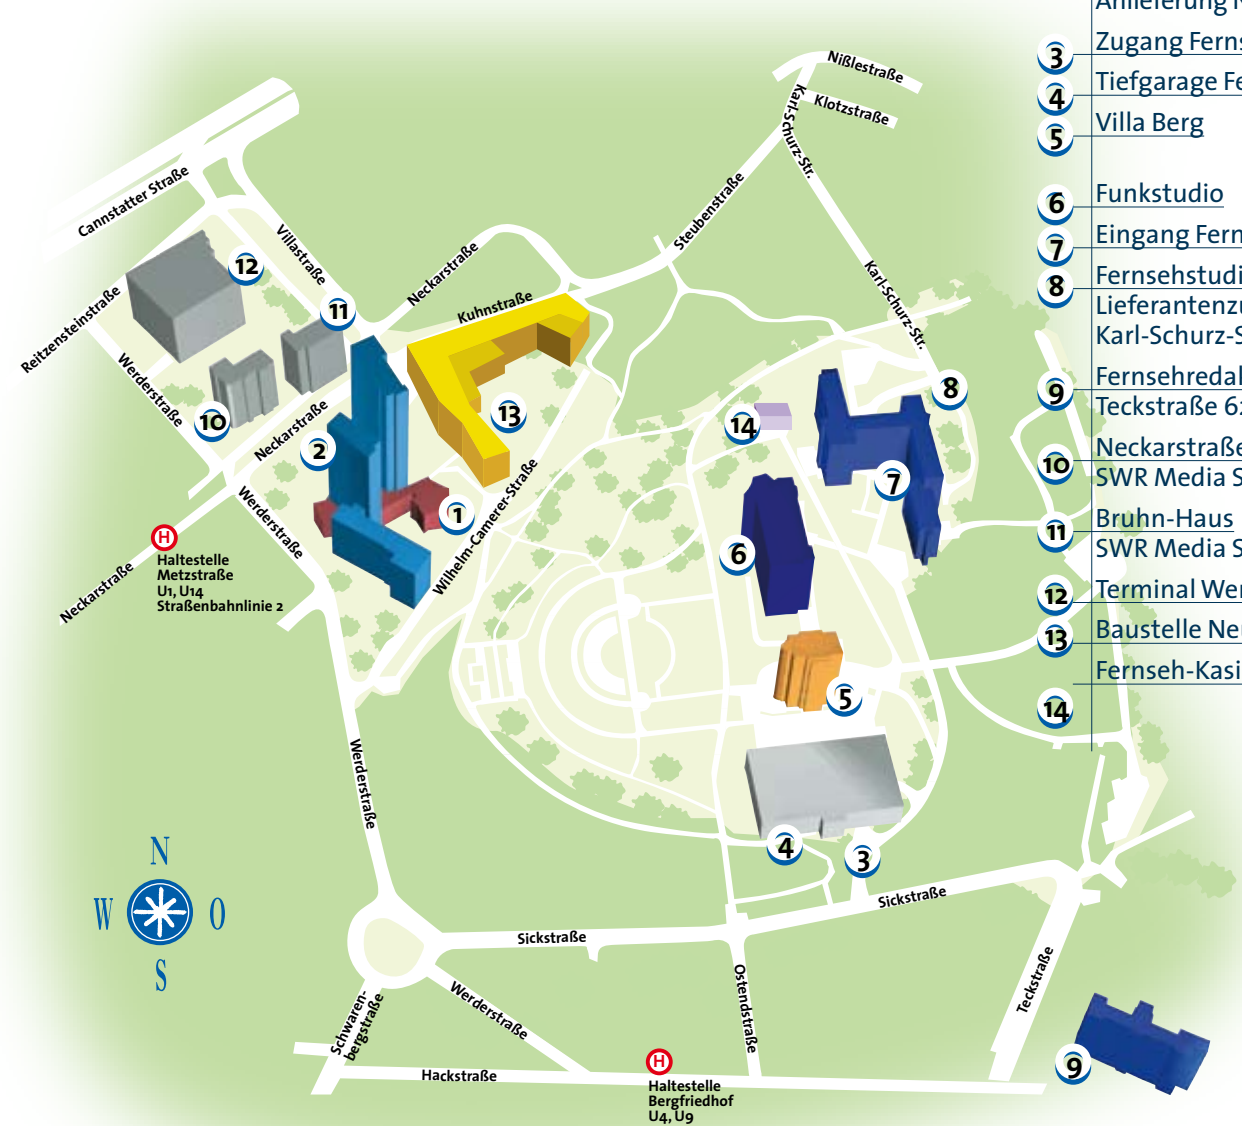 Nißlestraße
Klotzstraße
Karl-Schurz-Str.
Steubenstraße
Cannstatter Straße
Villastraße
Neckarstraße
Kuhnstraße
Karl-Schurz-Str.
Reitzensteinstraße
Werderstraße
Neckarstraße
12
11
10
2
13
1
14
8
7
6
5
4
3
9
Werderstraße
Wilhelm-Camerer-Straße
Neckarstraße
H
Haltestelle
Metzstraße
U1, U14
Straßenbahnlinie 2
Werderstraße
N
W O
S
Sickstraße
Sickstraße
Schwaren-
bergstraße
Werderstraße
Ostendstraße
Teckstraße
Hackstraße
H
Haltestelle
Bergfriedhof
U4, U9
3 Zugang Ferns
4 Tiefgarage Fe
5 Villa Berg
6 Funkstudio
7 Eingang Fern
8 Fernsehstudi
Lieferantenzu
Karl-Schurz-S
9 Fernsehredak
Teckstraße 62
10 Neckarstraße
SWR Media S
11 Bruhn-Haus
SWR Media S
12 Terminal Wer
13 Baustelle Neu
Fernseh-Kasi
14